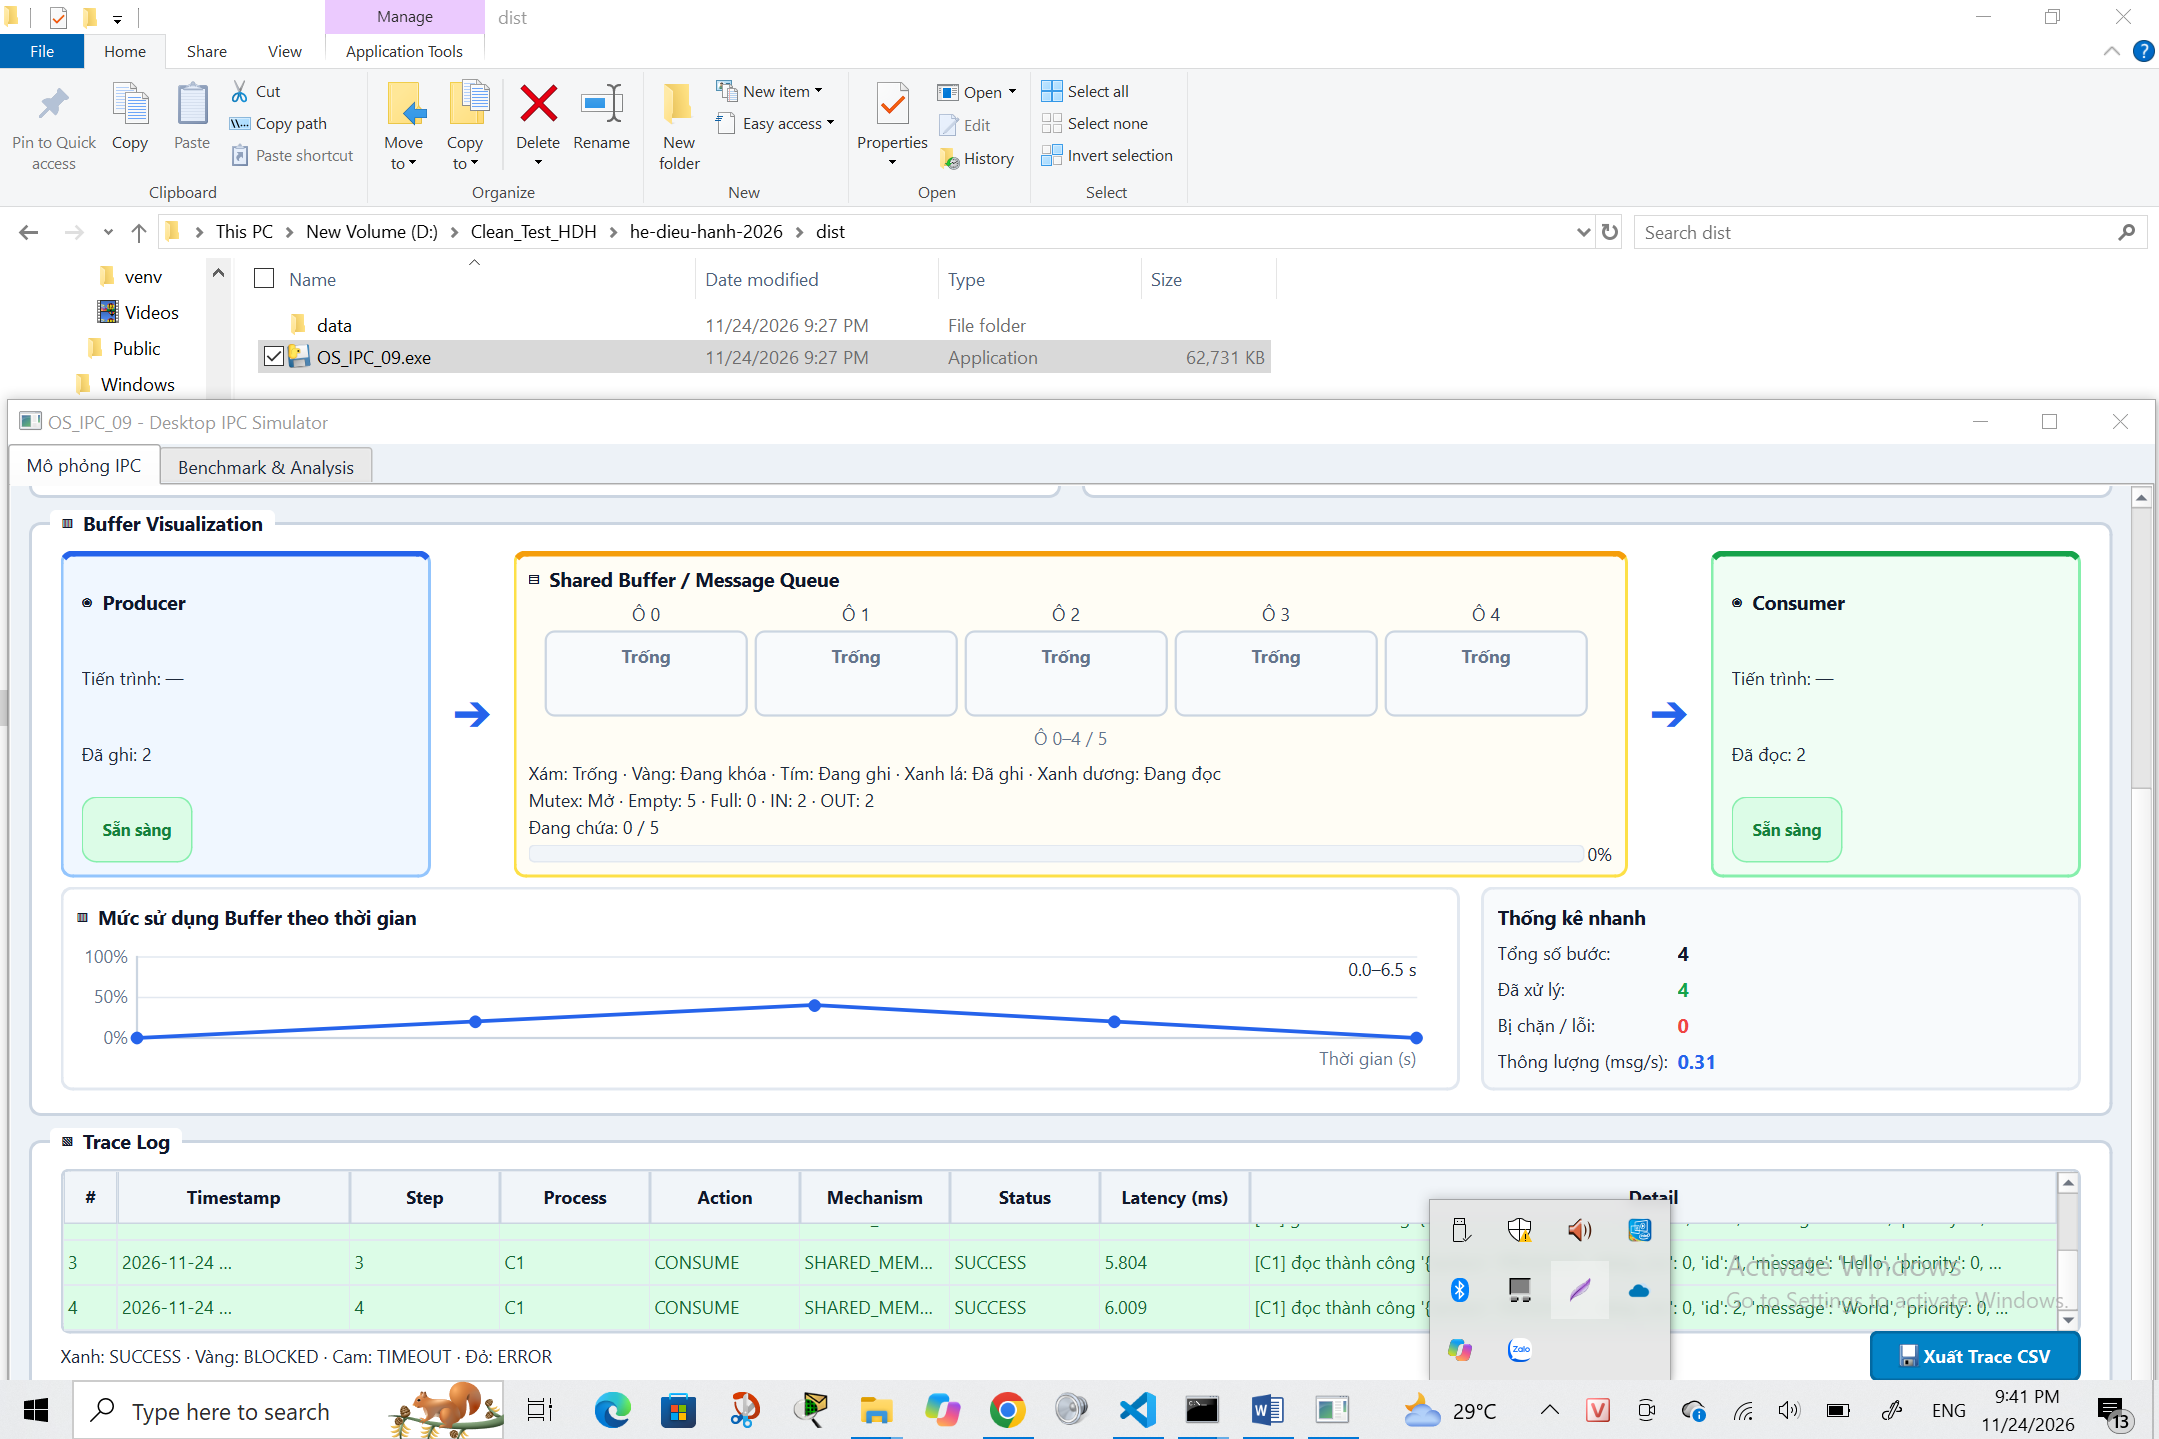 Manage
dist
File
Home
Share
View
Application Tools
Pin to Quick access
Copy
Paste
Cut
Copy path
Paste shortcut
Clipboard
Move to
Copy to
Delete
Rename
Organize
New folder
New item
Easy access
New
Properties
Open
Edit
History
Open
Select all
Select none
Invert selection
Select
This PC
New Volume (D:)
Clean_Test_HDH
he-dieu-hanh-2026
dist
Search dist
venv
Videos
Public
Windows
Name
Date modified
Type
Size
data
11/24/2026 9:27 PM
File folder
OS_IPC_09.exe
11/24/2026 9:27 PM
Application
62,731 KB
OS_IPC_09 - Desktop IPC Simulator
Mô phỏng IPC
Benchmark & Analysis
Buffer Visualization
Producer
Tiến trình: —
Đã ghi: 2
Sẵn sàng
Shared Buffer / Message Queue
Ô 0
Ô 1
Ô 2
Ô 3
Ô 4
Trống
Trống
Trống
Trống
Trống
Ô 0–4 / 5
Xám: Trống · Vàng: Đang khóa · Tím: Đang ghi · Xanh lá: Đã ghi · Xanh dương: Đang đọc
Mutex: Mở · Empty: 5 · Full: 0 · IN: 2 · OUT: 2
Đang chứa: 0 / 5
0%
Consumer
Tiến trình: —
Đã đọc: 2
Sẵn sàng
Mức sử dụng Buffer theo thời gian
100%
50%
0%
0.0–6.5 s
Thời gian (s)
Thống kê nhanh
Tổng số bước: 4
Đã xử lý: 4
Bị chặn / lỗi: 0
Thông lượng (msg/s): 0.31
Trace Log
# Timestamp Step Process Action Mechanism Status Latency (ms) Detail
3 2026-11-24 ... 3 C1 CONSUME SHARED_MEM... SUCCESS 5.804 [C1] đọc thành công '{ ': 0, 'id': 1, 'message': 'Hello', 'priority': 0, ...
4 2026-11-24 ... 4 C1 CONSUME SHARED_MEM... SUCCESS 6.009 [C1] đọc thành công '{ ': 0, 'id': 2, 'message': 'World', 'priority': 0, ...
Activate Windows
Go to Settings to activate Windows.
Zalo
Xanh: SUCCESS · Vàng: BLOCKED · Cam: TIMEOUT · Đỏ: ERROR
Xuất Trace CSV
Type here to search
29°C
ENG
9:41 PM
11/24/2026
13